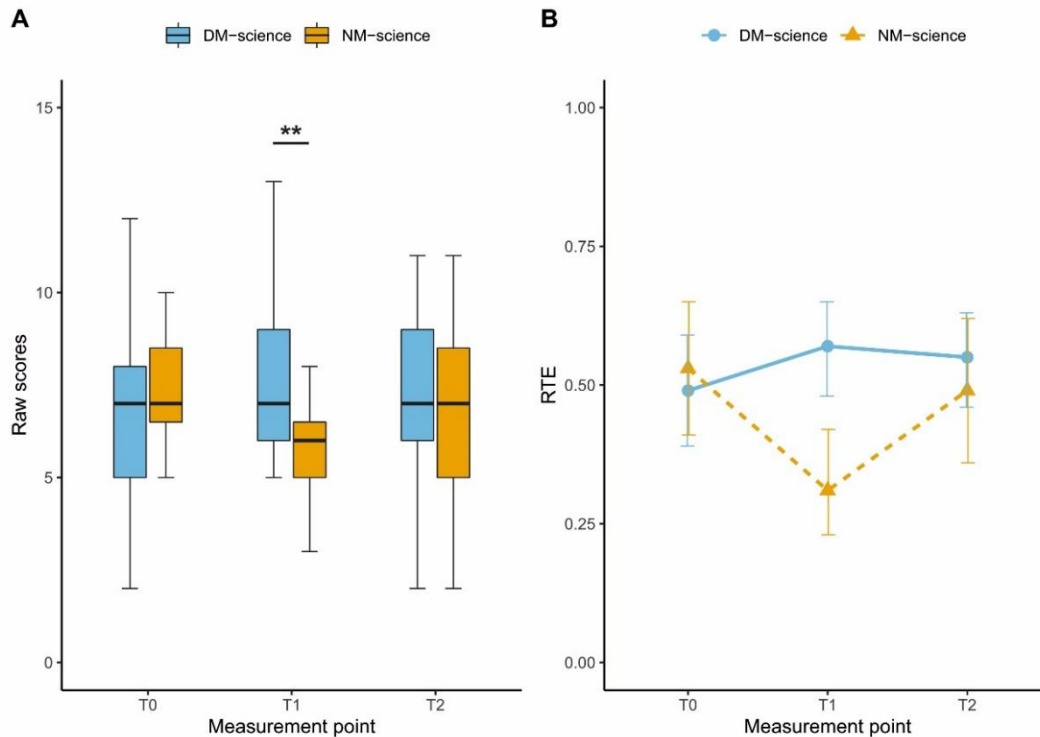 A
DM−science NM−science
15
10
5
0
Raw scores
**
T0 T1 T2
Measurement point
B
DM−science NM−science
1.00
0.75
0.50
0.25
0.00
RTE
T0 T1 T2
Measurement point